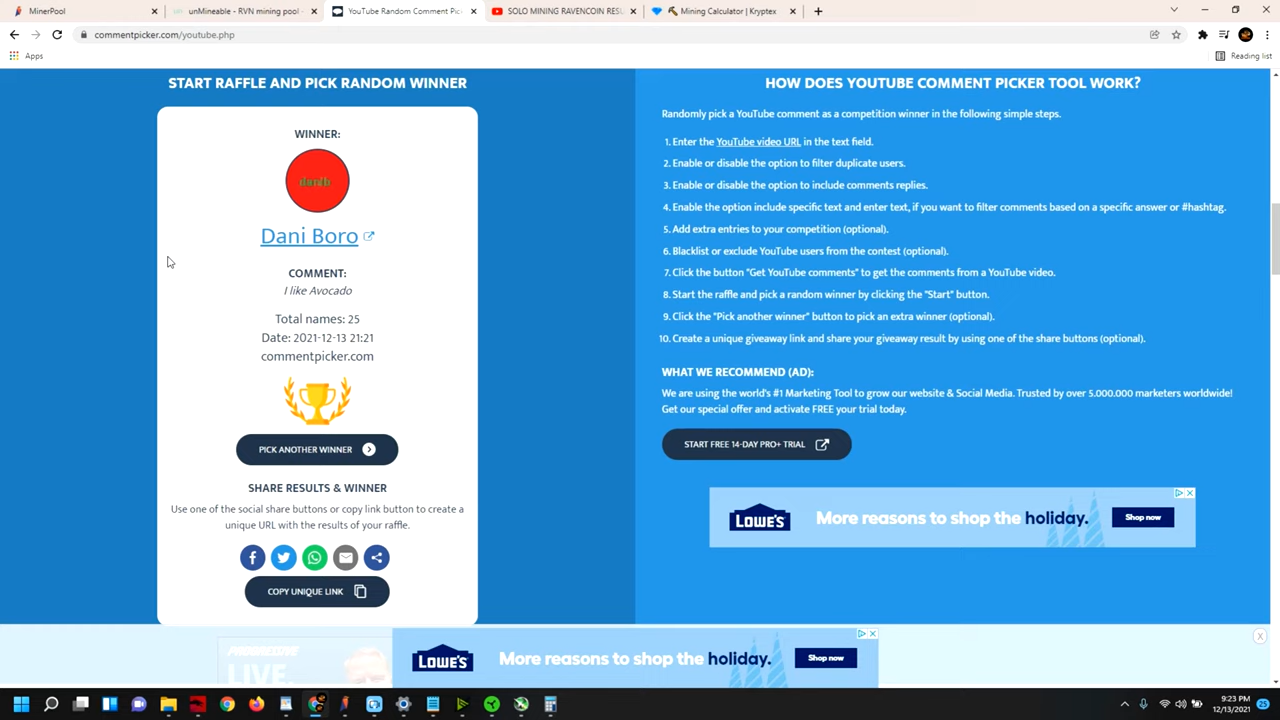 MinerPool
unMineable - RVN mining pool -
YouTube Random Comment Pic
SOLO MINING RAVENCOIN RESU
Mining Calculator | Kryptex
commentpicker.com/youtube.php
Apps
Reading list
START RAFFLE AND PICK RANDOM WINNER
WINNER:
Dani Boro
COMMENT:
I like Avocado
Total names: 25
Date: 2021-12-13 21:21
commentpicker.com
PICK ANOTHER WINNER
SHARE RESULTS & WINNER
Use one of the social share buttons or copy link button to create a
unique URL with the results of your raffle.
COPY UNIQUE LINK
HOW DOES YOUTUBE COMMENT PICKER TOOL WORK?
Randomly pick a YouTube comment as a competition winner in the following simple steps.
1. Enter the YouTube video URL in the text field.
2. Enable or disable the option to filter duplicate users.
3. Enable or disable the option to include comments replies.
4. Enable the option include specific text and enter text, if you want to filter comments based on a specific answer or #hashtag.
5. Add extra entries to your competition (optional).
6. Blacklist or exclude YouTube users from the contest (optional).
7. Click the button "Get YouTube comments" to get the comments from a YouTube video.
8. Start the raffle and pick a random winner by clicking the "Start" button.
9. Click the "Pick another winner" button to pick an extra winner (optional).
10. Create a unique giveaway link and share your giveaway result by using one of the share buttons (optional).
WHAT WE RECOMMEND (AD):
We are using the world's #1 Marketing Tool to grow our website & Social Media. Trusted by over 5.000.000 marketers worldwide!
Get our special offer and activate FREE your trial today.
START FREE 14-DAY PRO+ TRIAL
LOWE'S
More reasons to shop the holiday.
Shop now
PROGRESSIVE
LIVE.
LOWE'S
More reasons to shop the holiday.
Shop now
9:23 PM
12/13/2021
25